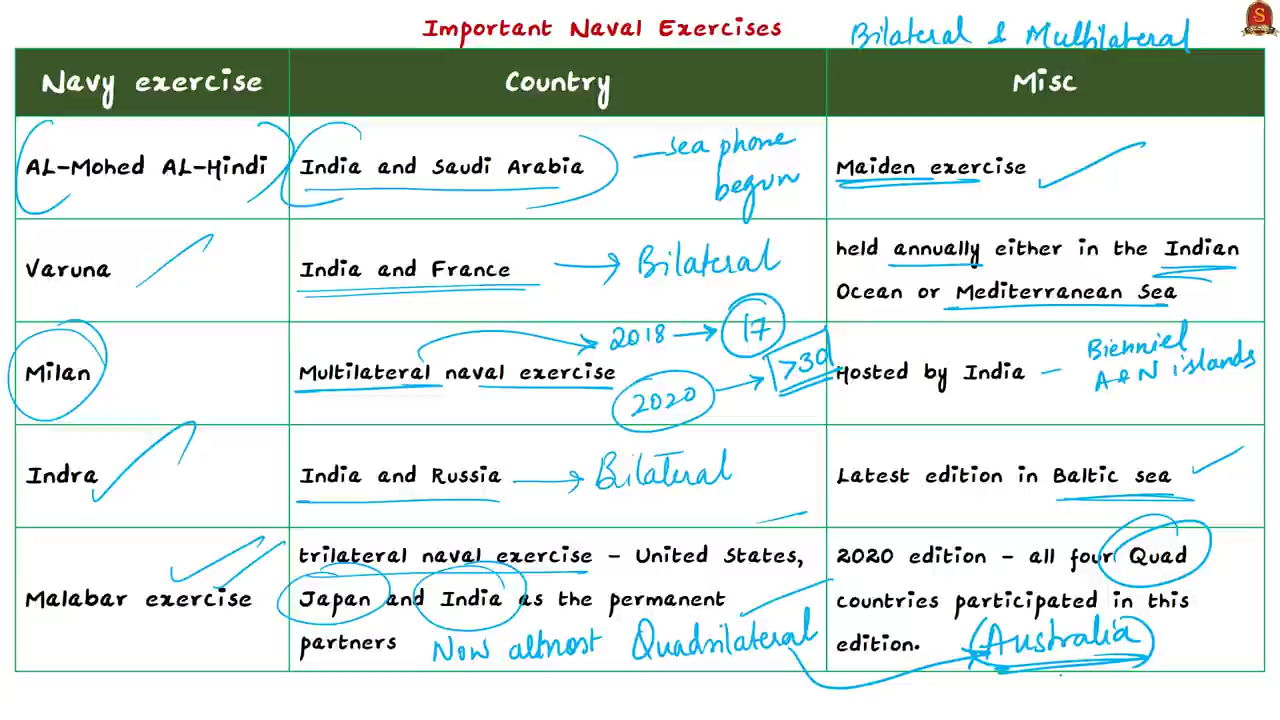 Important Naval Exercises
Bilateral & Multilateral
Navy exercise
Country
Misc
AL-Mohed AL-Hindi
India and Saudi Arabia
sea phone
begun
Maiden exercise
Varuna
India and France
Bilateral
held annually either in the Indian
Ocean or Mediterranean Sea
Milan
Multilateral naval exercise
2018 → 17
2020 → >30
Hosted by India
Bienniel
A & N islands
Indra
India and Russia
Bilateral
Latest edition in Baltic sea
Malabar exercise
trilateral naval exercise - United States,
Japan and India as the permanent
partners
Now almost Quadrilateral
2020 edition - all four Quad
countries participated in this
edition.
Australia